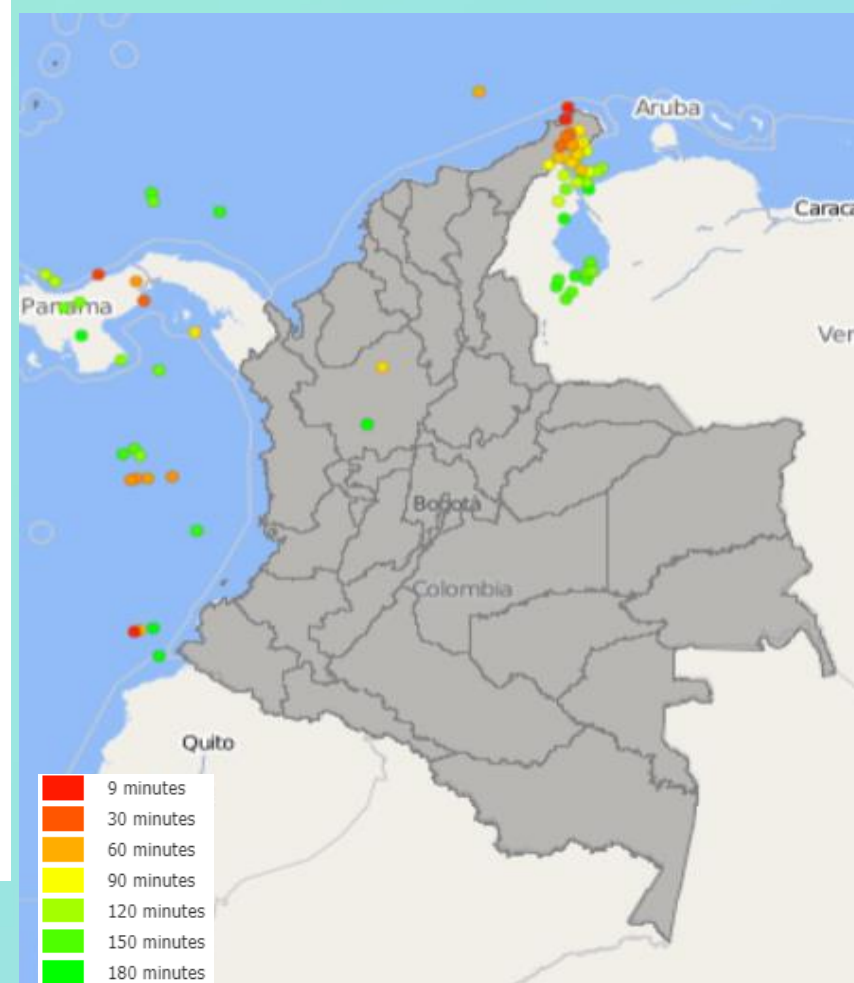 Aruba
Caraca
Panama
Ver
Bogotá
Colombia
Quito
9 minutes
30 minutes
60 minutes
90 minutes
120 minutes
150 minutes
180 minutes